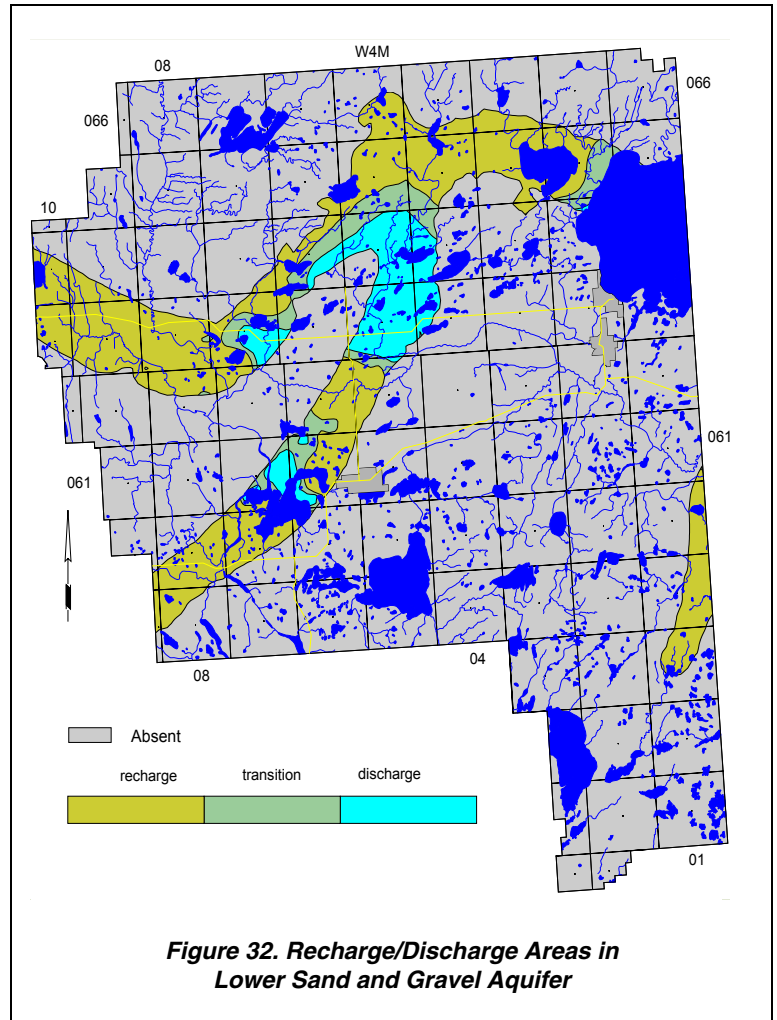 W4M
08
066
066
10
061
061
08
04
Absent
recharge transition discharge
01
Figure 32. Recharge/Discharge Areas in
Lower Sand and Gravel Aquifer